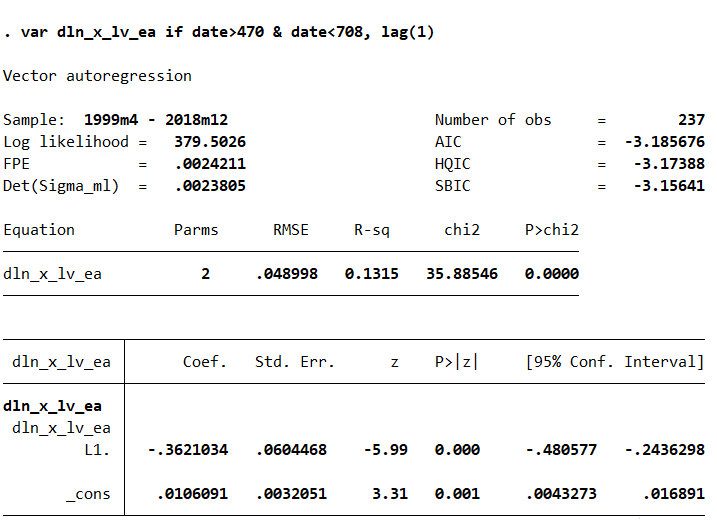 . var dln_x_lv_ea if date>470 & date<708, lag(1)
Vector autoregression
Sample:  1999m4 - 2018m12                       Number of obs     =        237
Log likelihood =   379.5026                     AIC               =  -3.185676
FPE            =   .0024211                     HQIC              =   -3.17388
Det(Sigma_ml)  =   .0023805                     SBIC              =   -3.15641
Equation           Parms      RMSE     R-sq      chi2     P>chi2
dln_x_lv_ea           2     .048998   0.1315   35.88546   0.0000
dln_x_lv_ea        Coef.   Std. Err.      z    P>|z|     [95% Conf. Interval]
dln_x_lv_ea
dln_x_lv_ea
L1.    -.3621034   .0604468    -5.99   0.000     -.480577   -.2436298
_cons     .0106091   .0032051     3.31   0.001     .0043273     .016891